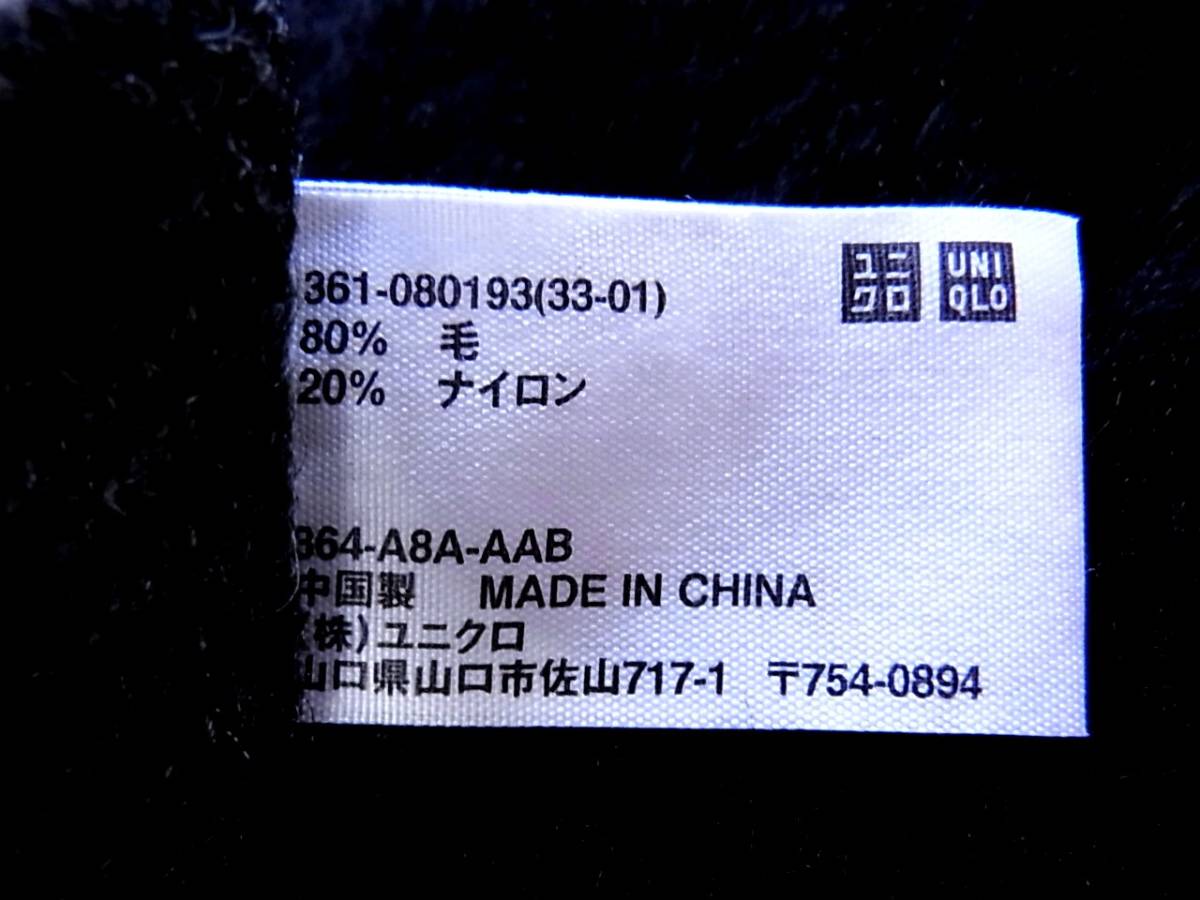 ユニクロ UNIQLO
361-080193(33-01)
80% 毛
20% ナイロン
364-A8A-AAB
中国製 MADE IN CHINA
(株)ユニクロ
山口県山口市佐山717-1 〒754-0894